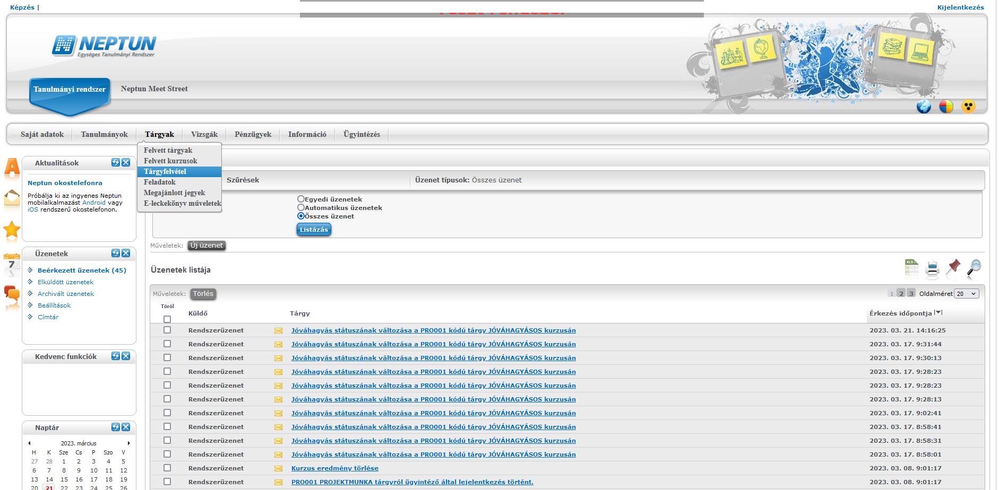 Képzés |
Kijelentkezés
NEPTUN
Egységes Tanulmányi Rendszer
Tanulmányi rendszer
Neptun Meet Street
Saját adatok
Tanulmányok
Tárgyak
Vizsgák
Pénzügyek
Információ
Ügyintézés
Felvett tárgyak
Felvett kurzusok
Tárgyfelvétel
Feladatok
Megajánlott jegyek
E-leckekönyv műveletek
Aktualitások
Neptun okostelefonra
Próbálja ki az ingyenes Neptun
mobilalkalmazást Android vagy
iOS rendszerű okostelefonon.
Üzenetek
Beérkezett üzenetek (45)
Elküldött üzenetek
Archivált üzenetek
Beállítások
Címtár
Kedvenc funkciók
Naptár
2023. március
H K Sze Cs P Szo V
27 28 1 2 3 4 5
6 7 8 9 10 11 12
13 14 15 16 17 18 19
20 21 22 23 24 25 26
7
Szűrések
Üzenet típusok: Összes üzenet
Egyedi üzenetek
Automatikus üzenetek
Összes üzenet
Listázás
Műveletek: Új üzenet
Üzenetek listája
XLS
Műveletek: Törlés
1 2 3 Oldalméret 20
Töröl
Küldő Tárgy Érkezés időpontja
Rendszerüzenet Jóváhagyás státuszának változása a PRO001 kódú tárgy JÓVÁHAGYÁSOS kurzusán 2023. 03. 21. 14:16:25
Rendszerüzenet Jóváhagyás státuszának változása a PRO001 kódú tárgy JÓVÁHAGYÁSOS kurzusán 2023. 03. 17. 9:31:44
Rendszerüzenet Jóváhagyás státuszának változása a PRO001 kódú tárgy JÓVÁHAGYÁSOS kurzusán 2023. 03. 17. 9:30:13
Rendszerüzenet Jóváhagyás státuszának változása a PRO001 kódú tárgy JÓVÁHAGYÁSOS kurzusán 2023. 03. 17. 9:28:23
Rendszerüzenet Jóváhagyás státuszának változása a PRO001 kódú tárgy JÓVÁHAGYÁSOS kurzusán 2023. 03. 17. 9:28:23
Rendszerüzenet Jóváhagyás státuszának változása a PRO001 kódú tárgy JÓVÁHAGYÁSOS kurzusán 2023. 03. 17. 9:28:13
Rendszerüzenet Jóváhagyás státuszának változása a PRO001 kódú tárgy JÓVÁHAGYÁSOS kurzusán 2023. 03. 17. 9:02:41
Rendszerüzenet Jóváhagyás státuszának változása a PRO001 kódú tárgy JÓVÁHAGYÁSOS kurzusán 2023. 03. 17. 8:58:41
Rendszerüzenet Jóváhagyás státuszának változása a PRO001 kódú tárgy JÓVÁHAGYÁSOS kurzusán 2023. 03. 17. 8:58:31
Rendszerüzenet Jóváhagyás státuszának változása a PRO001 kódú tárgy JÓVÁHAGYÁSOS kurzusán 2023. 03. 17. 8:58:01
Rendszerüzenet Kurzus eredmény törlése 2023. 03. 08. 9:01:17
Rendszerüzenet PRO001 PROJEKTMUNKA tárgyról ügyintéző által lejelentkezés történt. 2023. 03. 08. 9:01:17